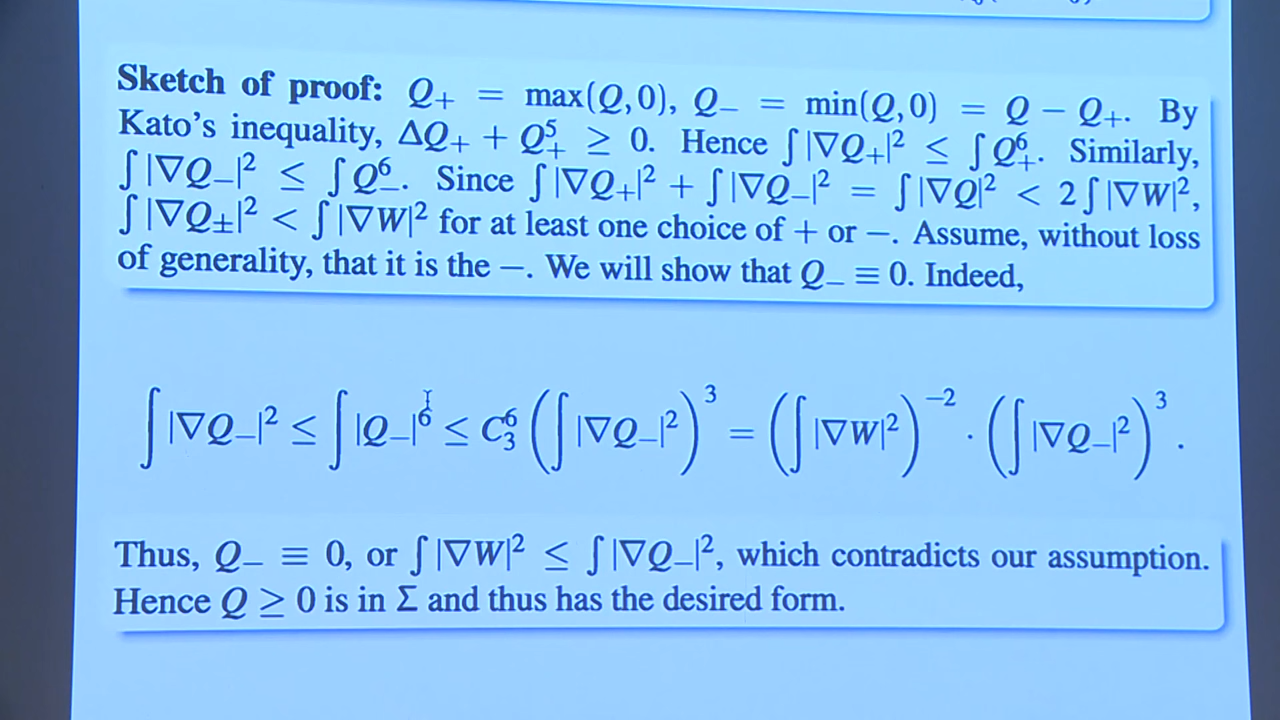 Sketch of proof: Q₊ = max(Q,0), Q₋ = min(Q,0) = Q − Q₊. By
Kato's inequality, ΔQ₊ + Q₊⁵ ≥ 0. Hence ∫|∇Q₊|² ≤ ∫Q₊⁶. Similarly,
∫|∇Q₋|² ≤ ∫Q₋⁶. Since ∫|∇Q₊|² + ∫|∇Q₋|² = ∫|∇Q|² < 2∫|∇W|²,
∫|∇Q±|² < ∫|∇W|² for at least one choice of + or −. Assume, without loss
of generality, that it is the −. We will show that Q₋ ≡ 0. Indeed,
∫|∇Q₋|² ≤ ∫|Q₋|⁶ ≤ C₃⁶ (∫|∇Q₋|²)³ = (∫|∇W|²)⁻² · (∫|∇Q₋|²)³.
Thus, Q₋ ≡ 0, or ∫|∇W|² ≤ ∫|∇Q₋|², which contradicts our assumption.
Hence Q ≥ 0 is in Σ and thus has the desired form.